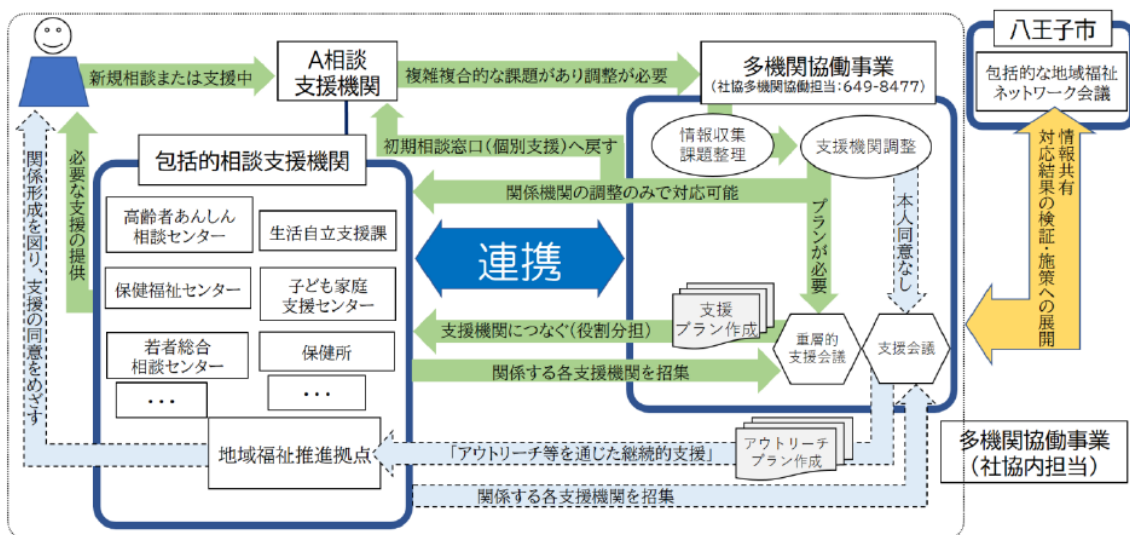 新規相談または支援中
A相談
支援機関
複雑複合的な課題があり調整が必要
多機関協働事業
(社協多機関協働担当:649-8477)
八王子市
包括的な地域福祉
ネットワーク会議
情報収集
課題整理
支援機関調整
初期相談窓口(個別支援)へ戻す
包括的相談支援機関
関係機関の調整のみで対応可能
高齢者あんしん
相談センター
生活自立支援課
保健福祉センター
子ども家庭
支援センター
若者総合
相談センター
保健所
・・・
・・・
地域福祉推進拠点
連携
必要な支援の提供
関係形成を図り、支援の同意をめざす
プランが必要
本人同意なし
情報共有
対応結果の検証・施策への展開
支援
プラン作成
支援機関につなぐ(役割分担)
重層的
支援会議
支援会議
関係する各支援機関を招集
「アウトリーチ等を通じた継続的支援」
アウトリーチ
プラン作成
関係する各支援機関を招集
多機関協働事業
(社協内担当)